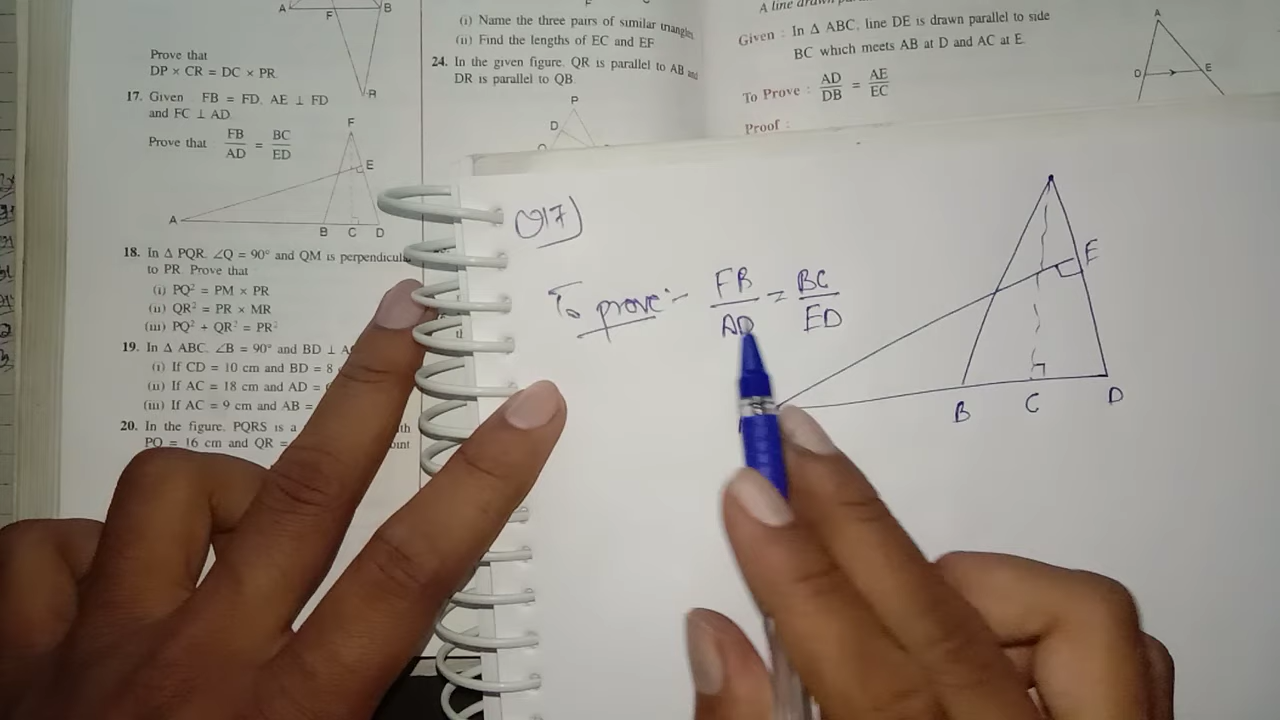 A F B
R
Prove that
DP × CR = DC × PR
17. Given FB = FD, AE ⊥ FD
and FC ⊥ AD
Prove that FB/AD = BC/ED
F
E
A
B C D
18. In Δ PQR. ∠Q = 90° and QM is
to PR. Prove that
(i) PQ² = PM × PR
(ii) QR² = PR × MR
(iii) PQ² + QR² = PR²
19. In Δ ABC. ∠B = 90° and BD ⊥
(i) If CD = 10 cm and BD = 8
(ii) If AC = 18 cm and AD =
(iii) If AC = 9 cm and AB =
20. In the figure. PQRS is a
PQ = 16 cm and QR =
(i) Name the three pairs of similar triangles
(ii) Find the lengths of EC and EF
24. In the given figure. QR is parallel to AB and
DR is parallel to QB.
P
D
A line
Given : In Δ ABC, line DE is drawn parallel to side
BC which meets AB at D and AC at E.
To Prove : AD/DB = AE/EC
Proof :
A
D E
Q17)
To prove:- FB/AD = BC/ED
E
B C D